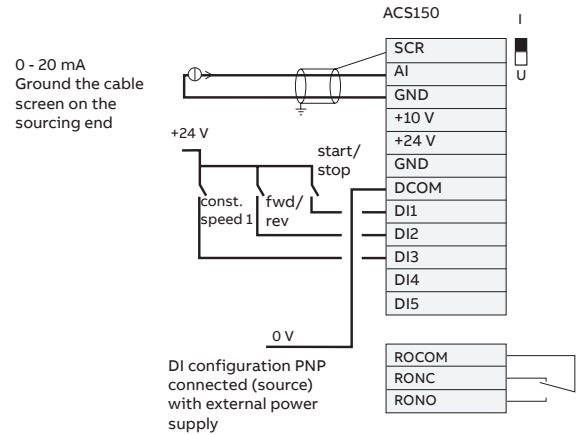 ACS150
I
SCR
0 - 20 mA
Ground the cable
screen on the
sourcing end
AI
U
GND
+10 V
+24 V
+24 V
start/
stop
GND
DCOM
const.
speed 1
fwd/
rev
DI1
DI2
DI3
DI4
DI5
0 V
DI configuration PNP
connected (source)
with external power
supply
ROCOM
RONC
RONO